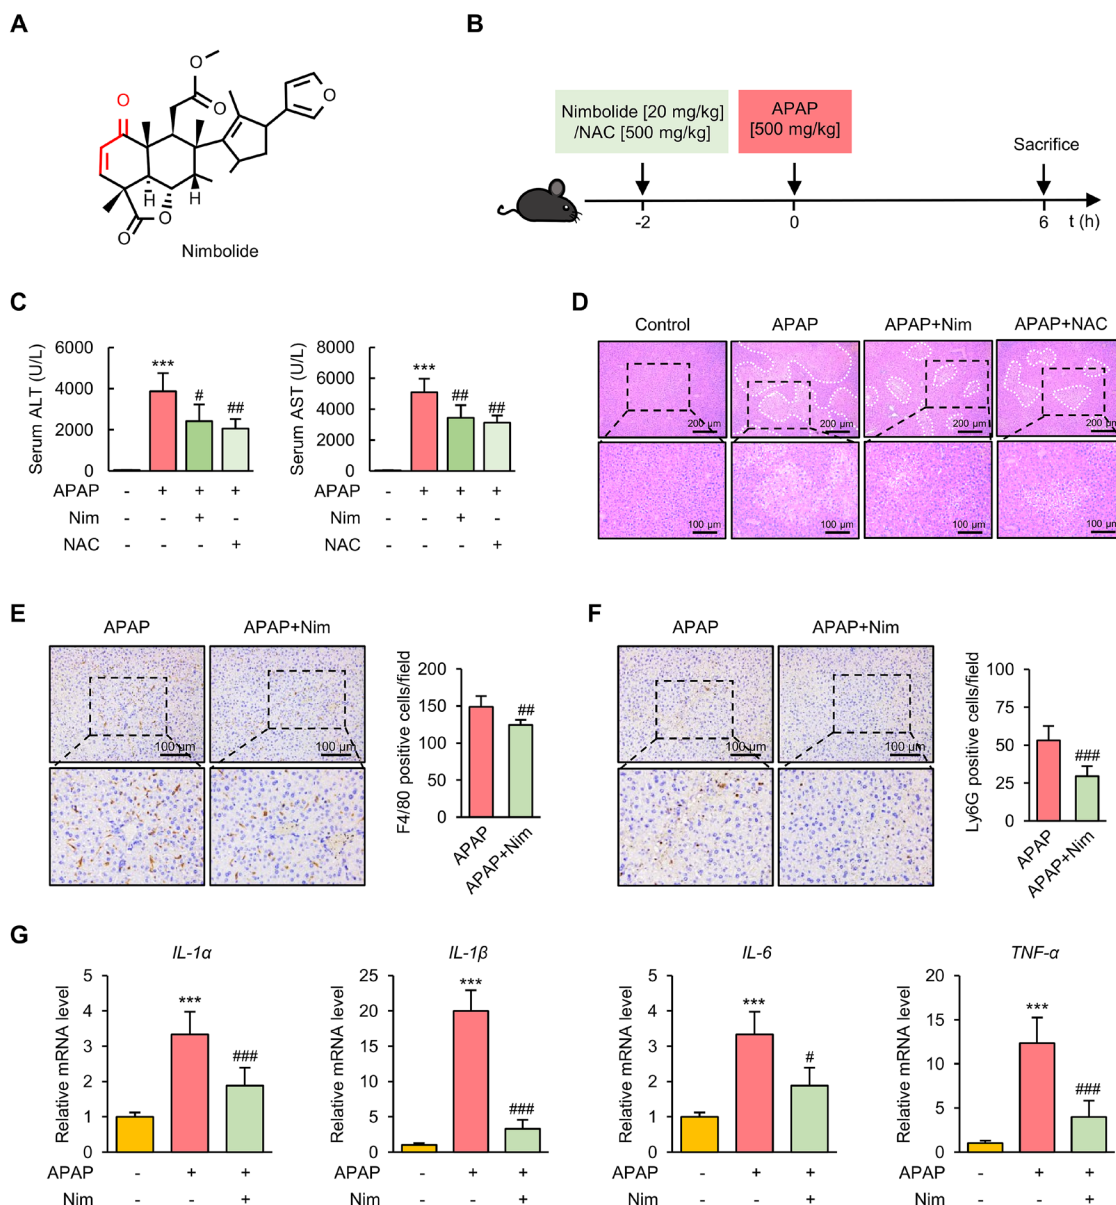 A
O
O
O
O
O
O
H
H
Nimbolide
B
Nimbolide [20 mg/kg]
/NAC [500 mg/kg]
APAP
[500 mg/kg]
Sacrifice
-2
0
6
t (h)
C
Serum ALT (U/L)
6000
4000
2000
0
***
#
##
APAP - + + +
Nim - - + -
NAC - - - +
Serum AST (U/L)
8000
6000
4000
2000
0
***
##
##
APAP - + + +
Nim - - + -
NAC - - - +
D
Control APAP APAP+Nim APAP+NAC
200 μm 200 μm 200 μm 200 μm
100 μm 100 μm 100 μm 100 μm
E
APAP APAP+Nim
100 μm 100 μm
F4/80 positive cells/field
200
150
100
50
0
##
APAP
APAP+Nim
F
APAP APAP+Nim
100 μm 100 μm
Ly6G positive cells/field
100
75
50
25
0
###
APAP
APAP+Nim
G
IL-1α
Relative mRNA level
5
4
3
2
1
0
***
###
APAP - + +
Nim - - +
IL-1β
Relative mRNA level
25
20
15
10
5
0
***
###
- + +
- - +
IL-6
Relative mRNA level
5
4
3
2
1
0
***
#
APAP - + +
Nim - - +
TNF-α
Relative mRNA level
20
15
10
5
0
***
###
APAP - + +
Nim - - +